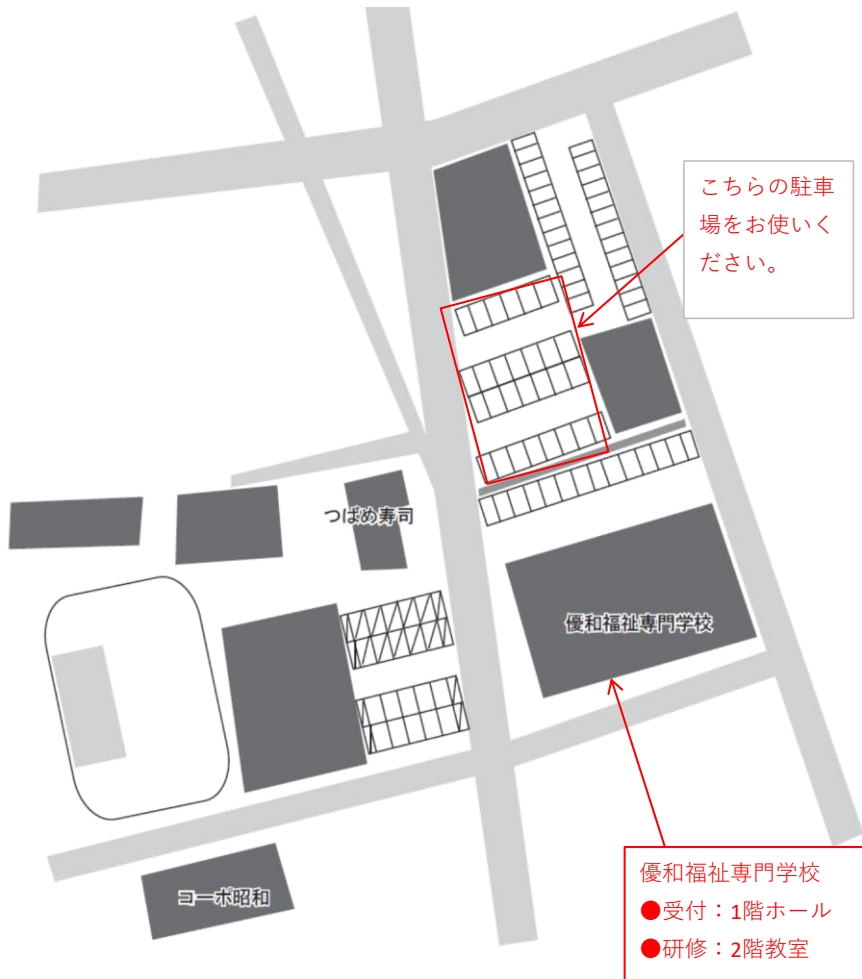 こちらの駐車
場をお使いく
ださい。
つばめ寿司
優和福祉専門学校
コーポ昭和
優和福祉専門学校
●受付：1階ホール
●研修：2階教室